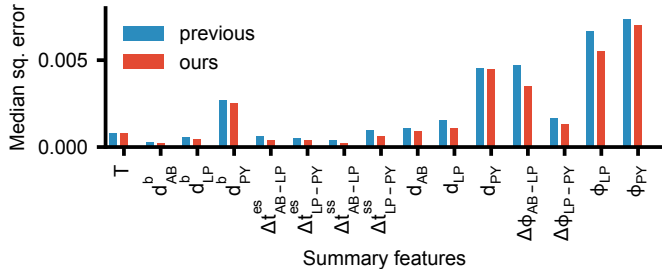 Median sq. error
0.005
0.000
previous
ours
T
d^b_AB
d^b_LP
d^b_PY
Δt^es_AB−LP
Δt^es_LP−PY
Δt^ss_AB−LP
Δt^ss_LP−PY
d_AB
d_LP
d_PY
Δϕ_AB−LP
Δϕ_LP−PY
ϕ_LP
ϕ_PY
Summary features